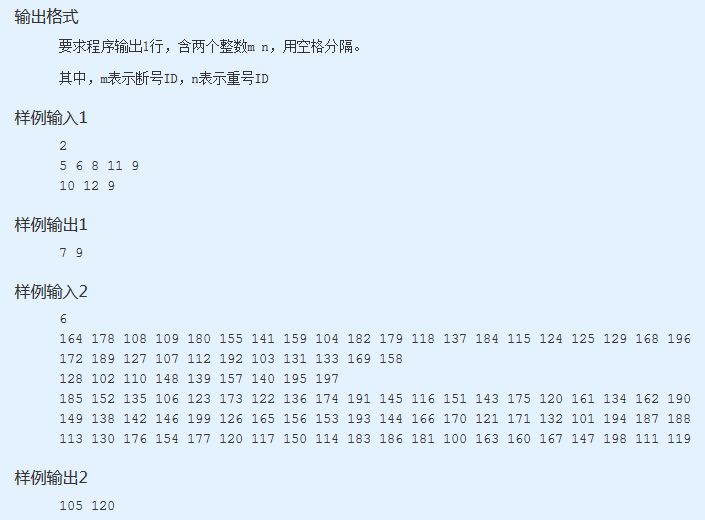 输出格式
要求程序输出1行，含两个整数m n，用空格分隔。
其中，m表示断号ID，n表示重号ID
样例输入1
2
5 6 8 11 9
10 12 9
样例输出1
7 9
样例输入2
6
164 178 108 109 180 155 141 159 104 182 179 118 137 184 115 124 125 129 168 196
172 189 127 107 112 192 103 131 133 169 158
128 102 110 148 139 157 140 195 197
185 152 135 106 123 173 122 136 174 191 145 116 151 143 175 120 161 134 162 190
149 138 142 146 199 126 165 156 153 193 144 166 170 121 171 132 101 194 187 188
113 130 176 154 177 120 117 150 114 183 186 181 100 163 160 167 147 198 111 119
样例输出2
105 120